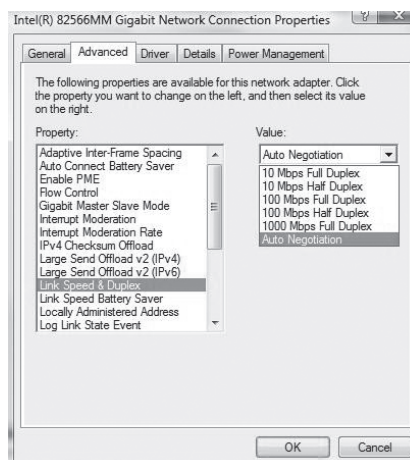 Intel(R) 82566MM Gigabit Network Connection Properties
General Advanced Driver Details Power Management
The following properties are available for this network adapter. Click
the property you want to change on the left, and then select its value
on the right.
Property:
Adaptive Inter-Frame Spacing
Auto Connect Battery Saver
Enable PME
Flow Control
Gigabit Master Slave Mode
Interrupt Moderation
Interrupt Moderation Rate
IPv4 Checksum Offload
Large Send Offload v2 (IPv4)
Large Send Offload v2 (IPv6)
Link Speed & Duplex
Link Speed Battery Saver
Locally Administered Address
Log Link State Event
Value:
Auto Negotiation
10 Mbps Full Duplex
10 Mbps Half Duplex
100 Mbps Full Duplex
100 Mbps Half Duplex
1000 Mbps Full Duplex
Auto Negotiation
OK Cancel